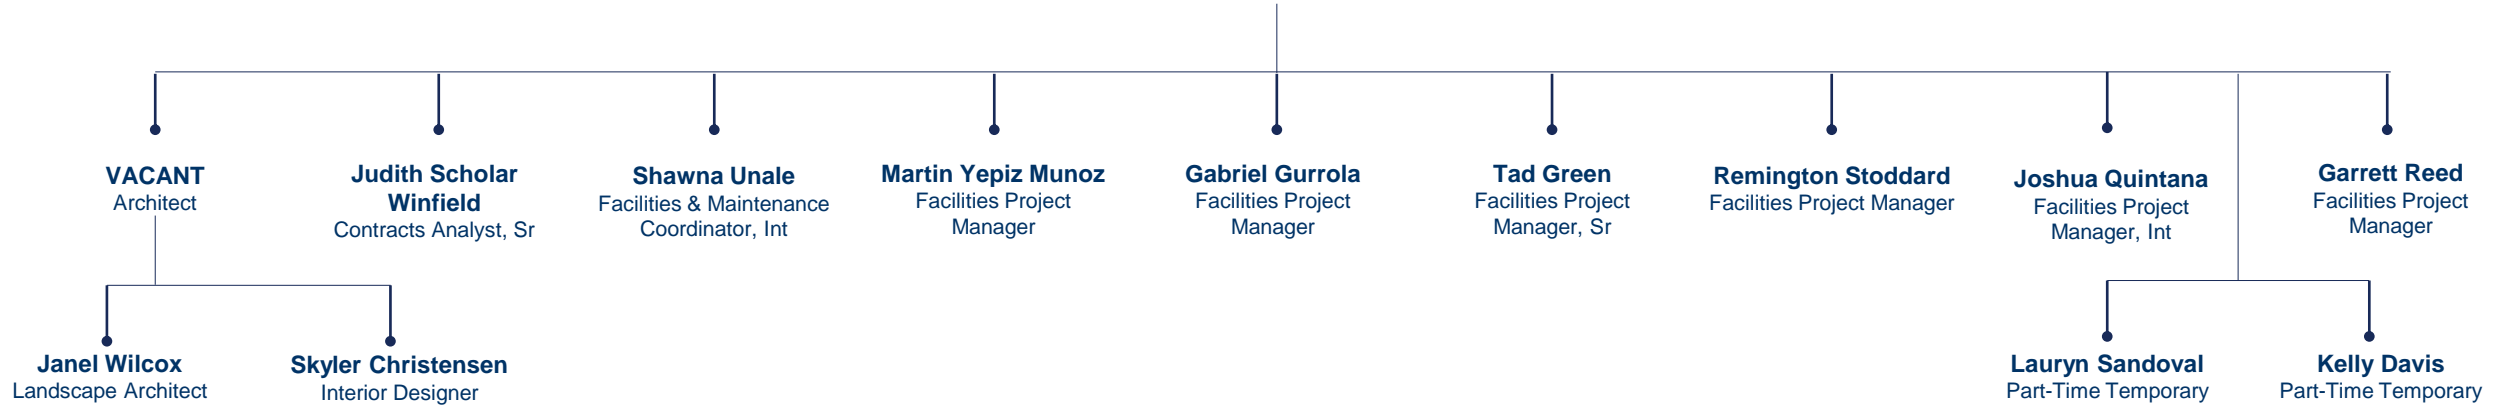 VACANT
Architect
Judith Scholar
Winfield
Contracts Analyst, Sr
Shawna Unale
Facilities & Maintenance
Coordinator, Int
Martin Yepiz Munoz
Facilities Project
Manager
Gabriel Gurrola
Facilities Project
Manager
Tad Green
Facilities Project
Manager, Sr
Remington Stoddard
Facilities Project Manager
Joshua Quintana
Facilities Project
Manager, Int
Garrett Reed
Facilities Project
Manager
Janel Wilcox
Landscape Architect
Skyler Christensen
Interior Designer
Lauryn Sandoval
Part-Time Temporary
Kelly Davis
Part-Time Temporary